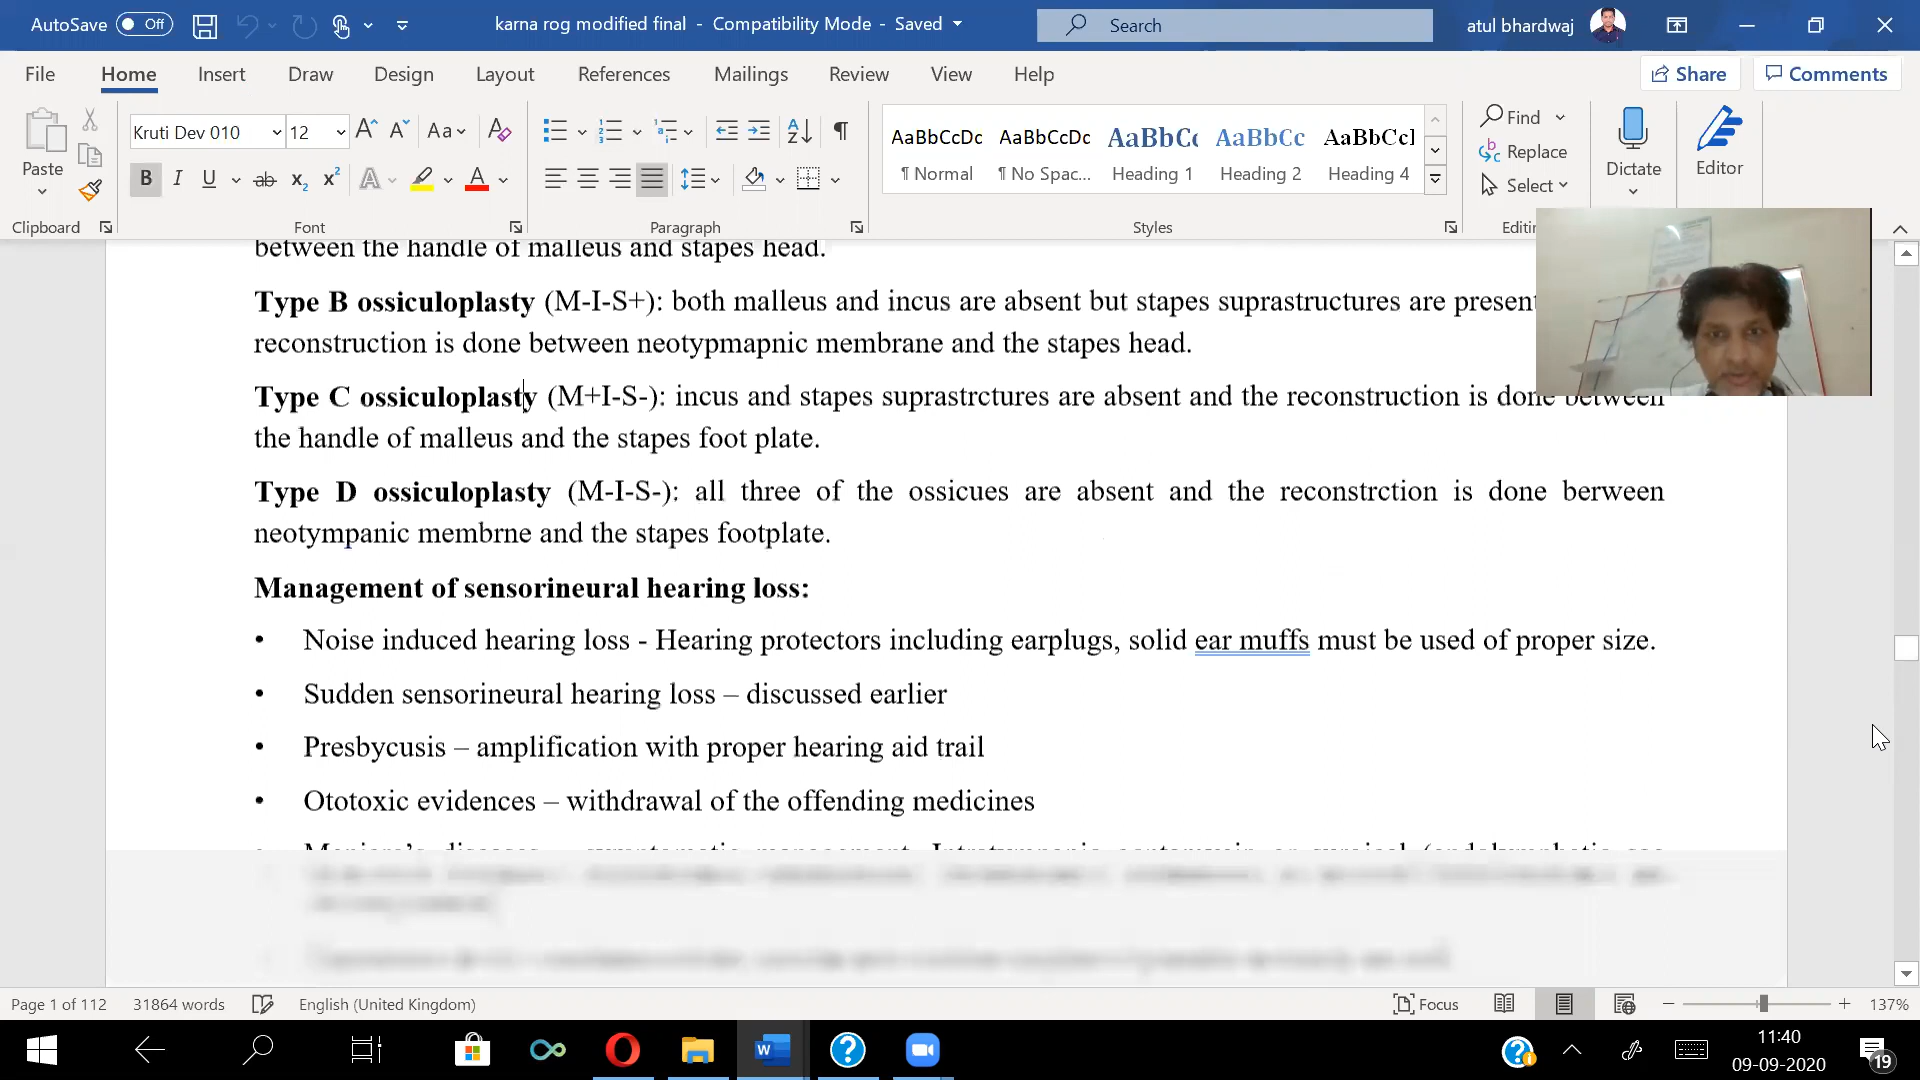 AutoSave Off karna rog modified final - Compatibility Mode - Saved Search atul bhardwaj
File Home Insert Draw Design Layout References Mailings Review View Help Share Comments
Paste Kruti Dev 010 12 Aa AaBbCcDc AaBbCcDc AaBbCc AaBbCc AaBbCcI Find Replace Select Dictate Editor
¶ Normal ¶ No Spac... Heading 1 Heading 2 Heading 4
Clipboard Font Paragraph Styles Editin
between the handle of malleus and stapes head.
Type B ossiculoplasty (M-I-S+): both malleus and incus are absent but stapes suprastructures are present
reconstruction is done between neotypmapnic membrane and the stapes head.
Type C ossiculoplasty (M+I-S-): incus and stapes suprastrctures are absent and the reconstruction is done between
the handle of malleus and the stapes foot plate.
Type D ossiculoplasty (M-I-S-): all three of the ossicues are absent and the reconstrction is done berween
neotympanic membrne and the stapes footplate.
Management of sensorineural hearing loss:
• Noise induced hearing loss - Hearing protectors including earplugs, solid ear muffs must be used of proper size.
• Sudden sensorineural hearing loss – discussed earlier
• Presbycusis – amplification with proper hearing aid trail
• Ototoxic evidences – withdrawal of the offending medicines
Page 1 of 112 31864 words English (United Kingdom) Focus 137%
11:40
09-09-2020 19